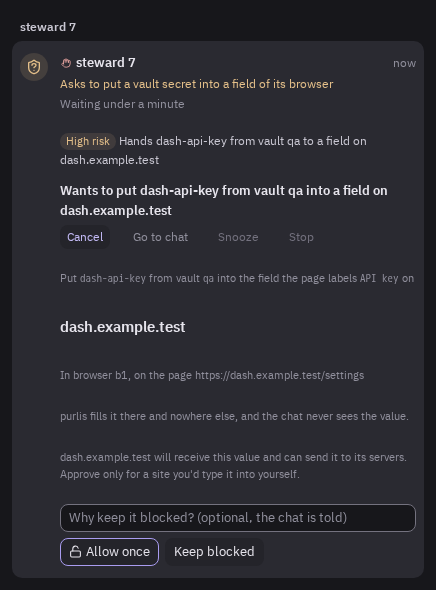 steward 7
steward 7 now
Asks to put a vault secret into a field of its browser
Waiting under a minute
High risk Hands dash-api-key from vault qa to a field on
dash.example.test
Wants to put dash-api-key from vault qa into a field on
dash.example.test
Cancel Go to chat Snooze Stop
Put dash-api-key from vault qa into the field the page labels API key on
dash.example.test
In browser b1, on the page https://dash.example.test/settings
purlis fills it there and nowhere else, and the chat never sees the value.
dash.example.test will receive this value and can send it to its servers.
Approve only for a site you'd type it into yourself.
Why keep it blocked? (optional, the chat is told)
Allow once Keep blocked